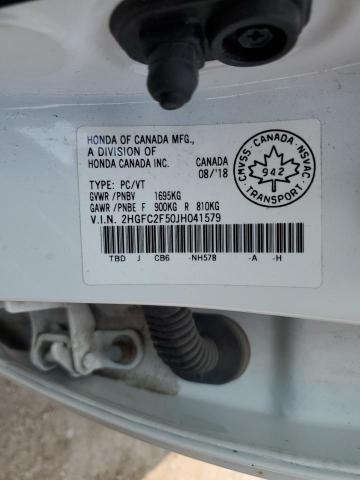 HONDA OF CANADA MFG.,
A DIVISION OF
HONDA CANADA INC.
CANADA
08/'18
TYPE: PC/VT
GVWR /PNBV 1695KG
GAWR /PNBE F 900KG R 810KG
V.I.N. 2HGFC2F50JH041579
TBD J CB6 -NH578 -A -H
CMVSS - CANADA - NSVAC
942
TRANSPORT